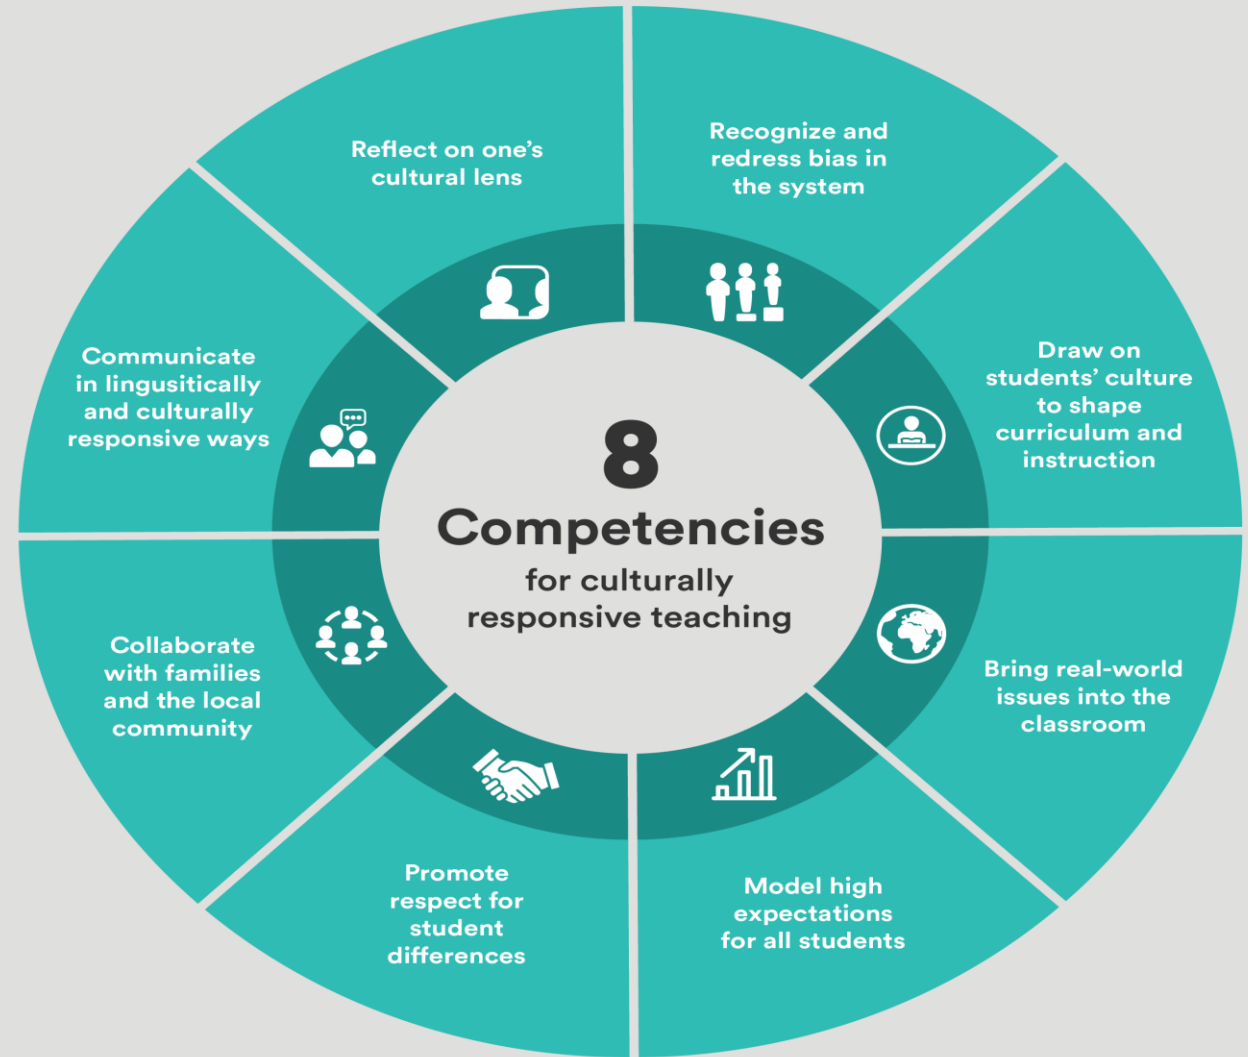 8
Competencies
for culturally
responsive teaching
Reflect on one's
cultural lens
Recognize and
redress bias in
the system
Draw on
students' culture
to shape
curriculum and
instruction
Bring real-world
issues into the
classroom
Model high
expectations
for all students
Promote
respect for
student
differences
Collaborate
with families
and the local
community
Communicate
in lingusitically
and culturally
responsive ways